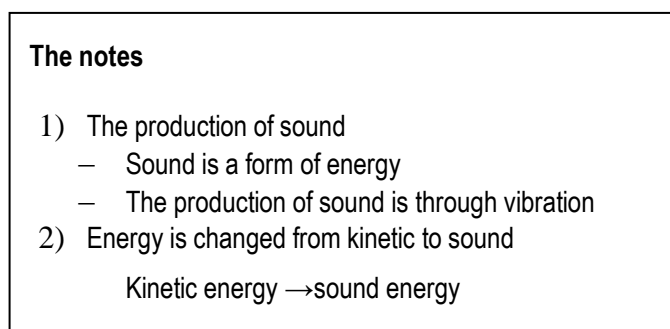 The notes
1) The production of sound
– Sound is a form of energy
– The production of sound is through vibration
2) Energy is changed from kinetic to sound
Kinetic energy →sound energy